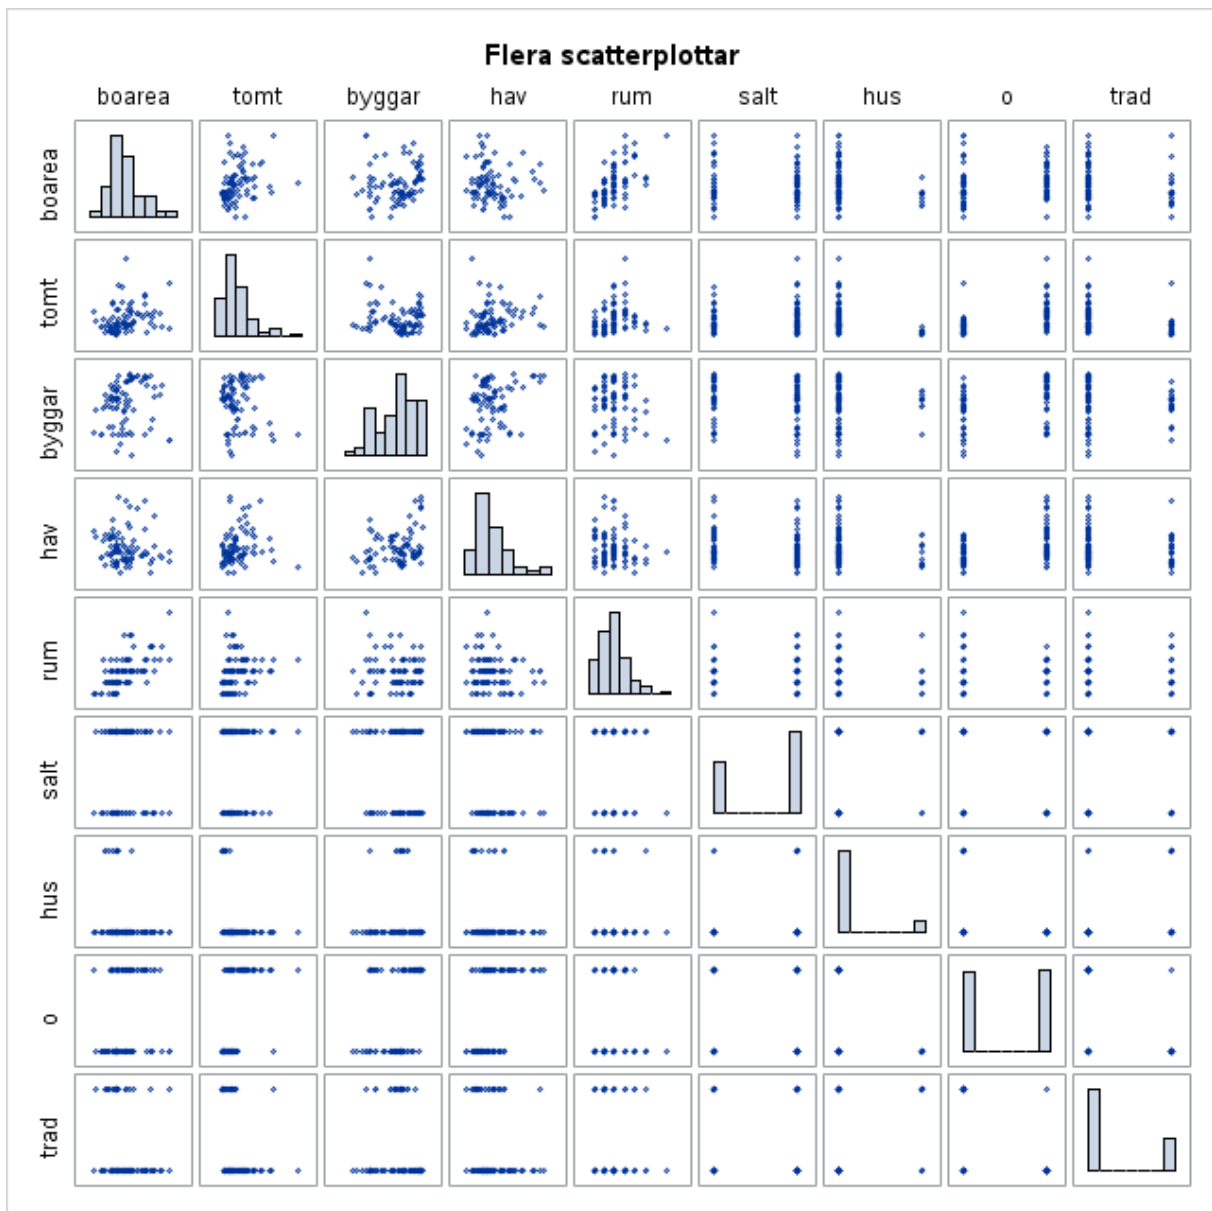 Flera scatterplottar
boarea tomt byggar hav rum salt hus o trad
boarea
tomt
byggar
hav
rum
salt
hus
o
trad